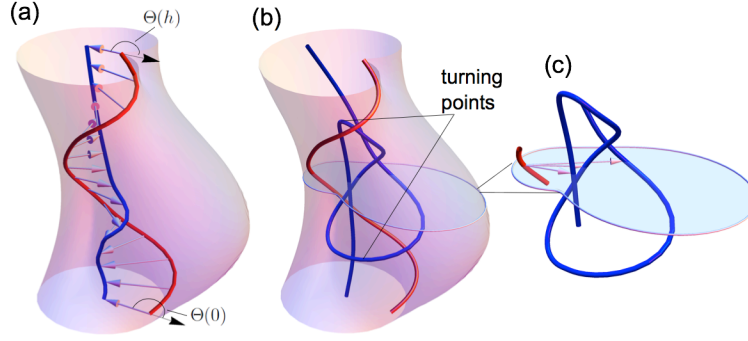 (a)
Θ(h)
(b)
turning
points
(c)
Θ(0)